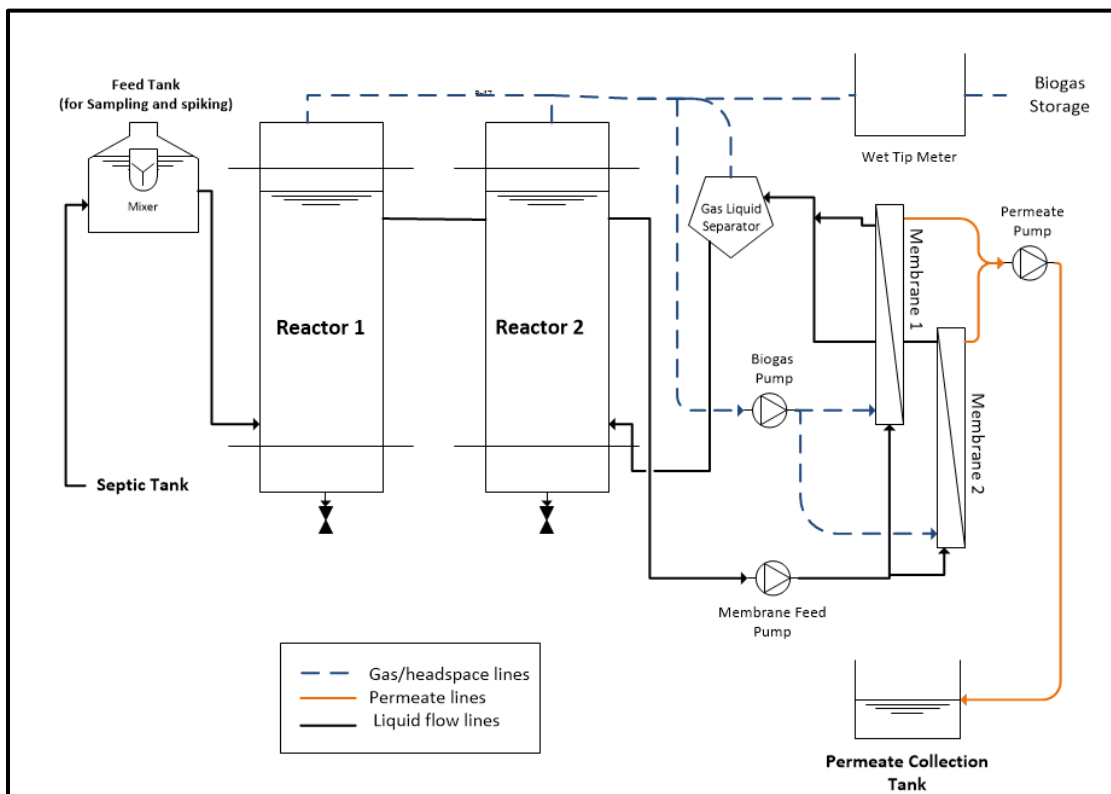 Feed Tank
(for Sampling and spiking)
Mixer
Septic Tank
Reactor 1
Reactor 2
Gas Liquid
Separator
Wet Tip Meter
Biogas
Storage
Permeate
Pump
Membrane 1
Membrane 2
Biogas
Pump
Membrane Feed
Pump
Gas/headspace lines
Permeate lines
Liquid flow lines
Permeate Collection
Tank